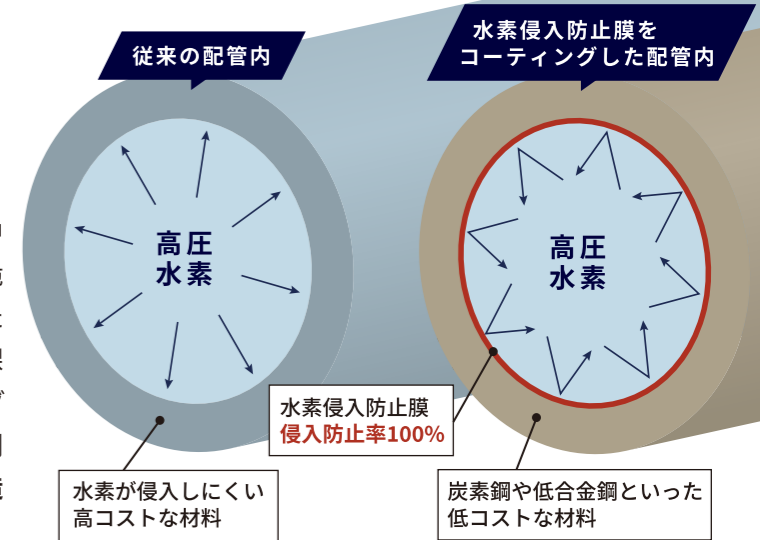 従来の配管内
水素侵入防止膜を
コーティングした配管内
高圧
水素
高圧
水素
水素侵入防止膜
侵入防止率100%
水素が侵入しにくい
高コストな材料
炭素鋼や低合金鋼といった
低コストな材料